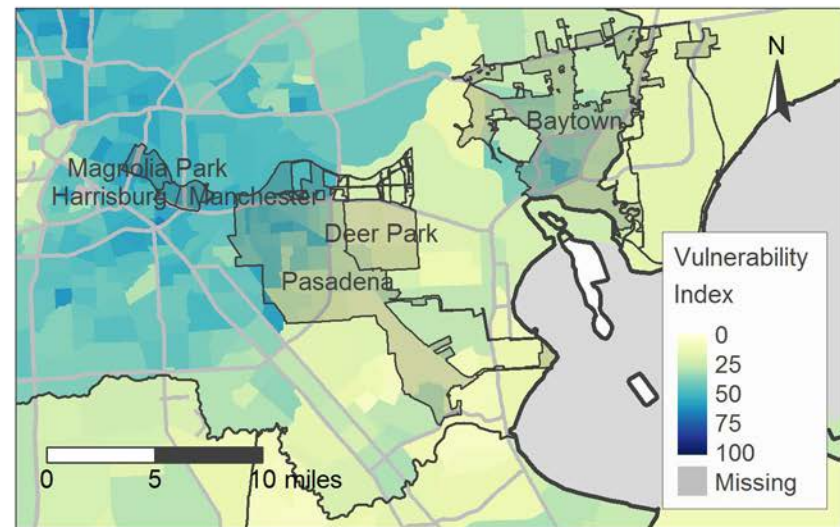 N
Baytown
Magnolia Park
Harrisburg / Manchester
Deer Park
Pasadena
Vulnerability
Index
0
25
50
75
100
Missing
0 5 10 miles